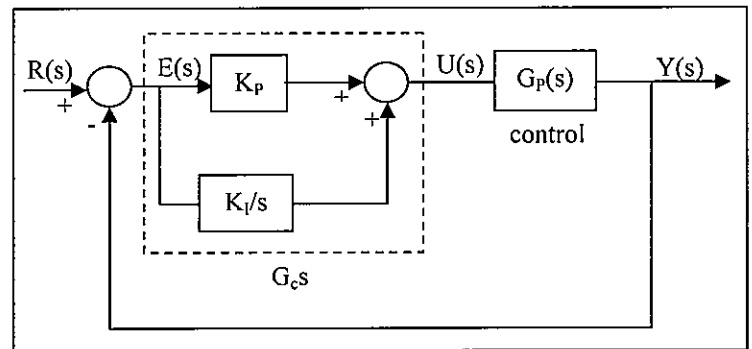 R(s)
+
-
E(s)
K_P
+
+
U(s)
G_P(s)
control
Y(s)
K_I/s
G_cs